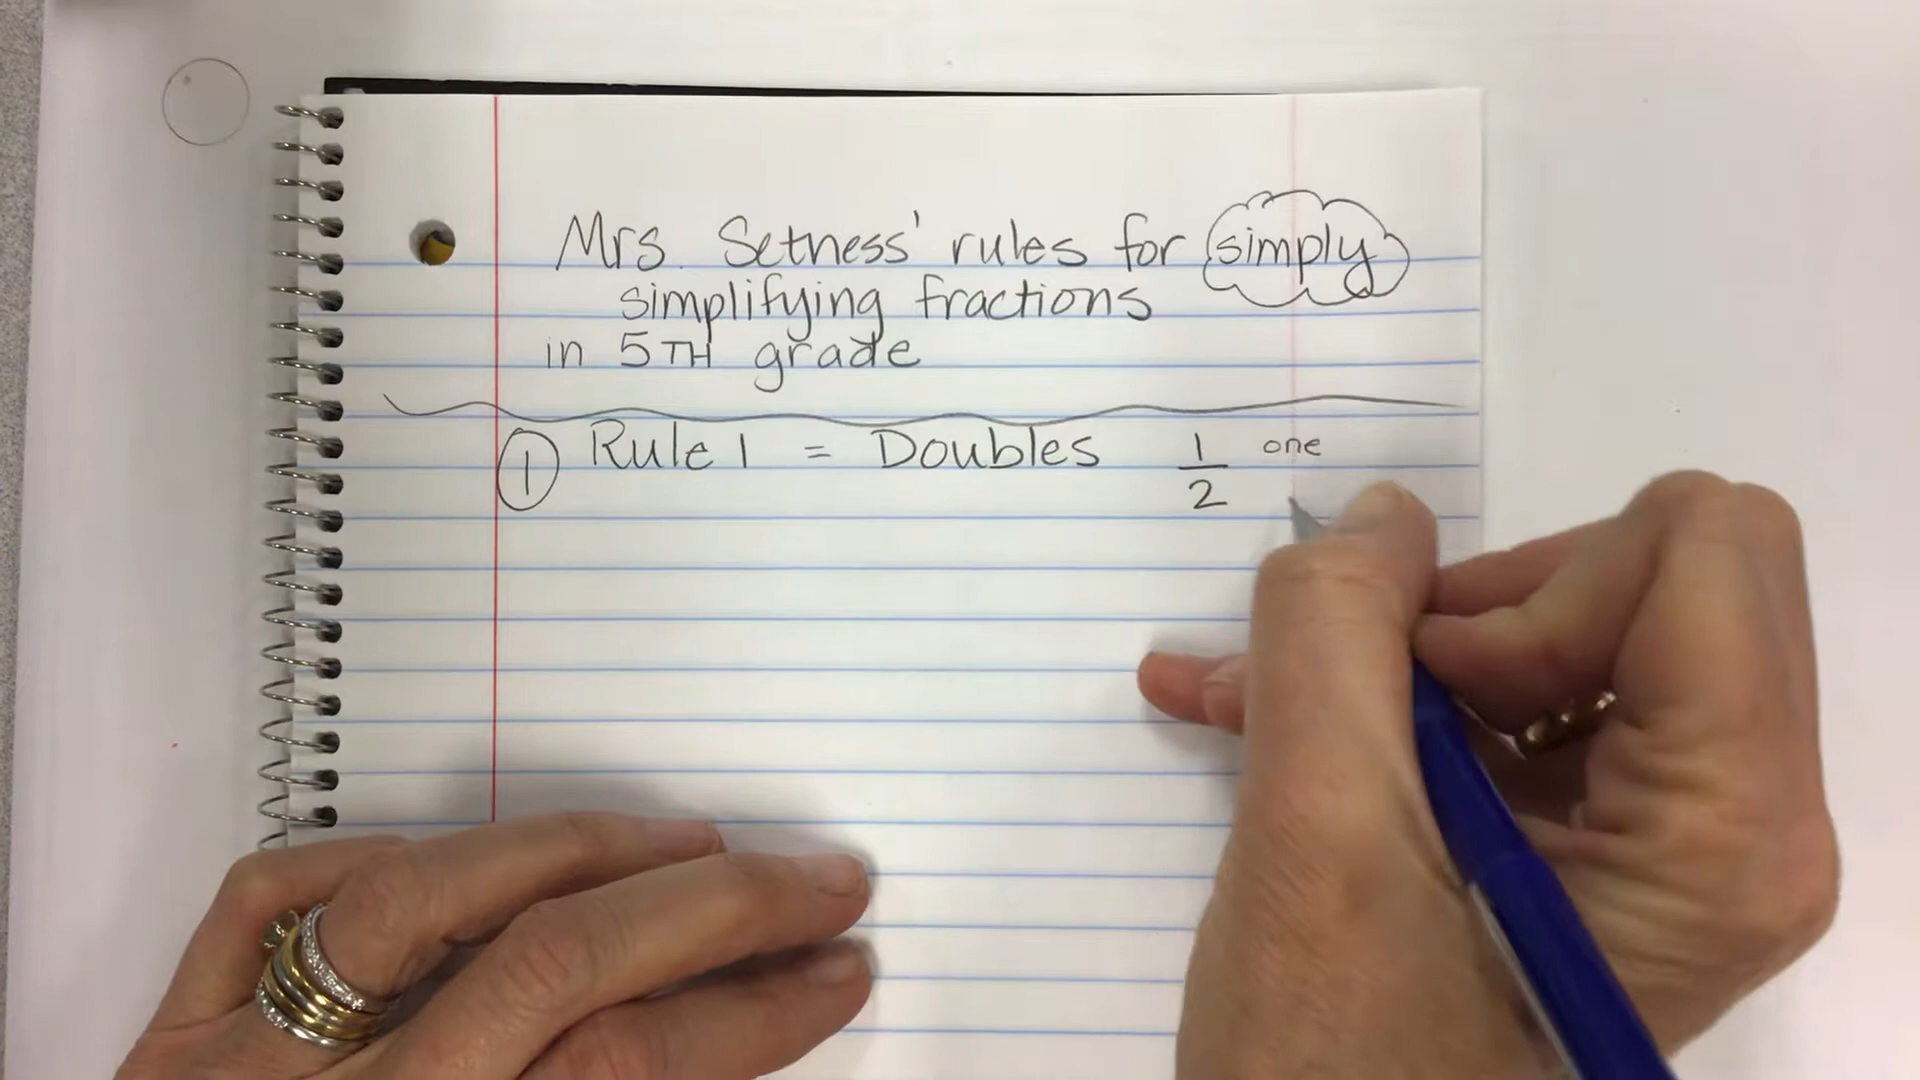 Mrs. Setness' rules for simply
simplifying fractions
in 5TH grade
① Rule 1 = Doubles 1/2 one